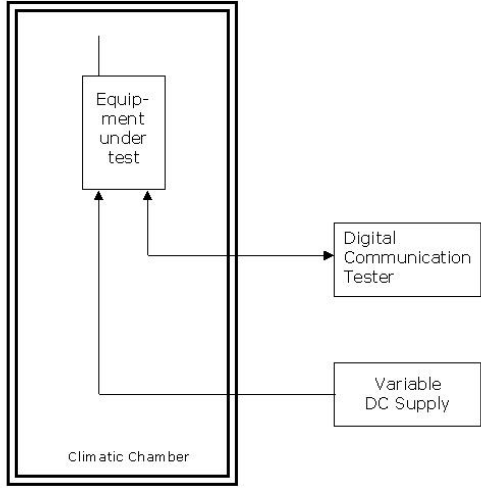 Equip-
ment
under
test
Digital
Communication
Tester
Variable
DC Supply
Climatic Chamber